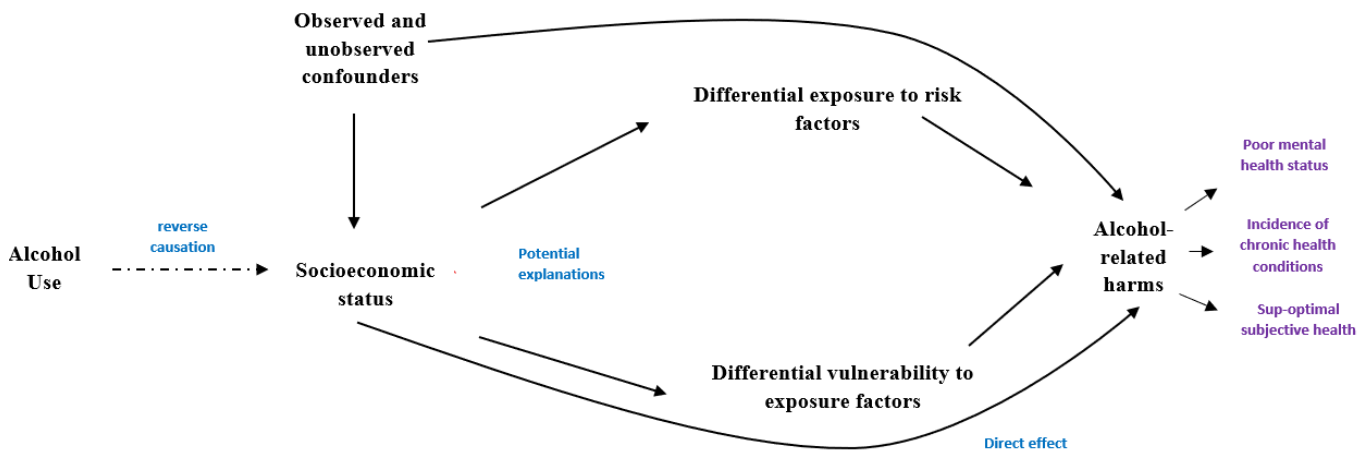 Observed and
unobserved
confounders
Differential exposure to risk
factors
Poor mental
health status
reverse
causation
Alcohol
Use
Socioeconomic
status
Potential
explanations
Alcohol-
related
harms
Incidence of
chronic health
conditions
Sup-optimal
subjective health
Differential vulnerability to
exposure factors
Direct effect